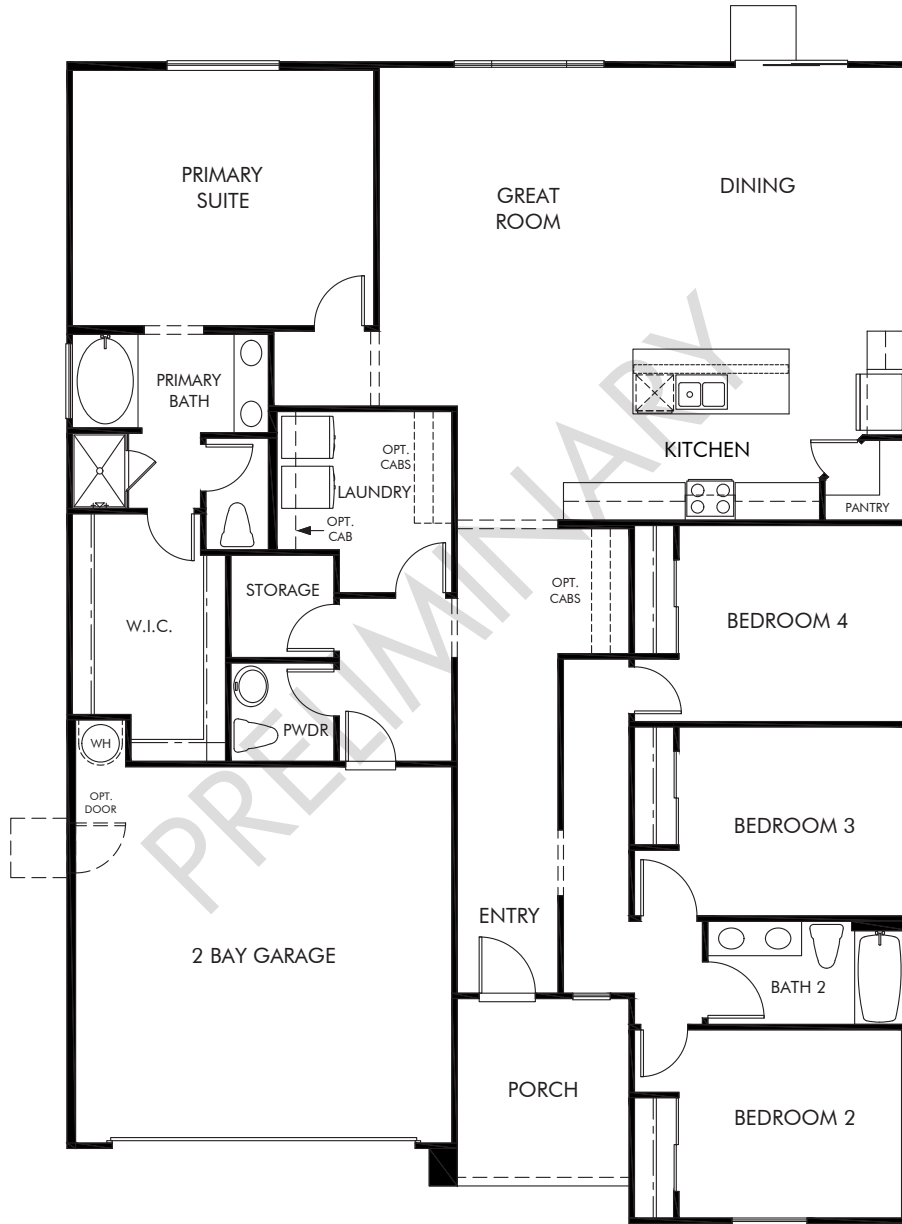 PRIMARY
SUITE
GREAT
ROOM
DINING
PRIMARY
BATH
OPT.
CABS
LAUNDRY
OPT.
CAB
KITCHEN
PANTRY
STORAGE
OPT.
CABS
W.I.C.
BEDROOM 4
PWDR
WH
OPT.
DOOR
BEDROOM 3
ENTRY
2 BAY GARAGE
BATH 2
PORCH
BEDROOM 2
PRELIMINARY